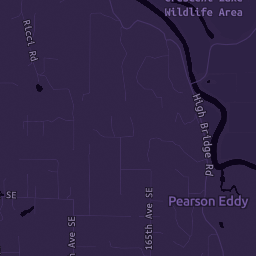 Wildlife Area
Ricci Rd
High Bridge Rd
SE
Pearson Eddy
165th Ave SE
Ave SE